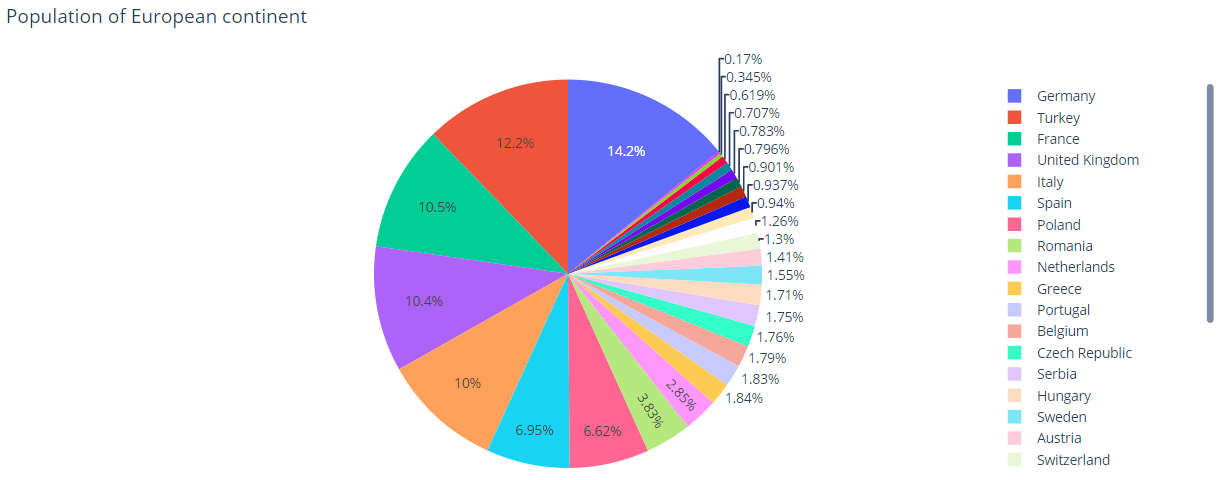 Population of European continent
0.17%
0.345%
0.619%
0.707%
0.783%
0.796%
0.901%
0.937%
0.94%
1.26%
1.3%
1.41%
1.55%
1.71%
1.75%
1.76%
1.79%
1.83%
1.84%
2.85%
3.83%
6.62%
6.95%
10%
10.4%
10.5%
12.2%
14.2%
Germany
Turkey
France
United Kingdom
Italy
Spain
Poland
Romania
Netherlands
Greece
Portugal
Belgium
Czech Republic
Serbia
Hungary
Sweden
Austria
Switzerland